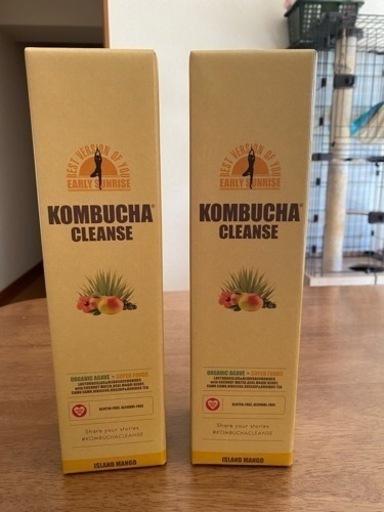 BEST VERSION OF YOU
EARLY SUNRISE
KOMBUCHA®
CLEANSE
ORGANIC AGAVE + SUPER FOODS
GLUTEN-FREE, ALCOHOL-FREE
Share your stories
#KOMBUCHACLEANSE
ISLAND MANGO
BEST VERSION OF YOU
EARLY SUNRISE
KOMBUCHA®
CLEANSE
ORGANIC AGAVE + SUPER FOODS
GLUTEN-FREE, ALCOHOL-FREE
Share your stories
#KOMBUCHACLEANSE
ISLAND MANGO